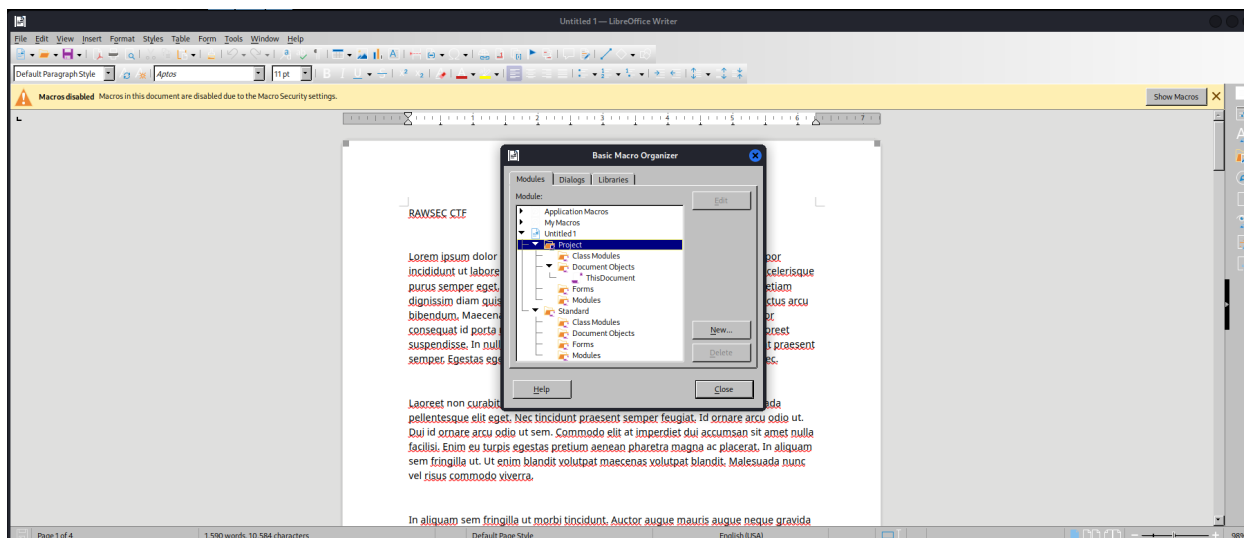 Untitled 1 — LibreOffice Writer
File Edit View Insert Format Styles Table Form Tools Window Help
Default Paragraph Style Aptos 11 pt
Macros disabled Macros in this document are disabled due to the Macro Security settings. Show Macros
1 2 3 4 5 6 7
Basic Macro Organizer
Modules Dialogs Libraries
Module:
Edit
Application Macros
My Macros
Untitled 1
Project
Class Modules
Document Objects
ThisDocument
Forms
Modules
Standard
Class Modules
Document Objects
Forms
Modules
New...
Delete
Help Close
RAWSEC CTF
Lorem ipsum dolor
incididunt ut labore celerisque
purus semper eget. etiam
dignissim diam quis ctus arcu
bibendum. Maecena
consequat id porta reet
suspendisse. In null t praesent
semper. Egestas ege ec.
Laoreet non curabit ada
pellentesque elit eget. Nec tincidunt praesent semper feugiat. Id ornare arcu odio ut.
Dui id ornare arcu odio ut sem. Commodo elit at imperdiet dui accumsan sit amet nulla
facilisi. Enim eu turpis egestas pretium aenean pharetra magna ac placerat. In aliquam
sem fringilla ut. Ut enim blandit volutpat maecenas volutpat blandit. Malesuada nunc
vel risus commodo viverra.
In aliquam sem fringilla ut morbi tincidunt. Auctor augue mauris augue neque gravida
Page 1 of 4 1,590 words, 10,584 characters Default Page Style English (USA) 98%